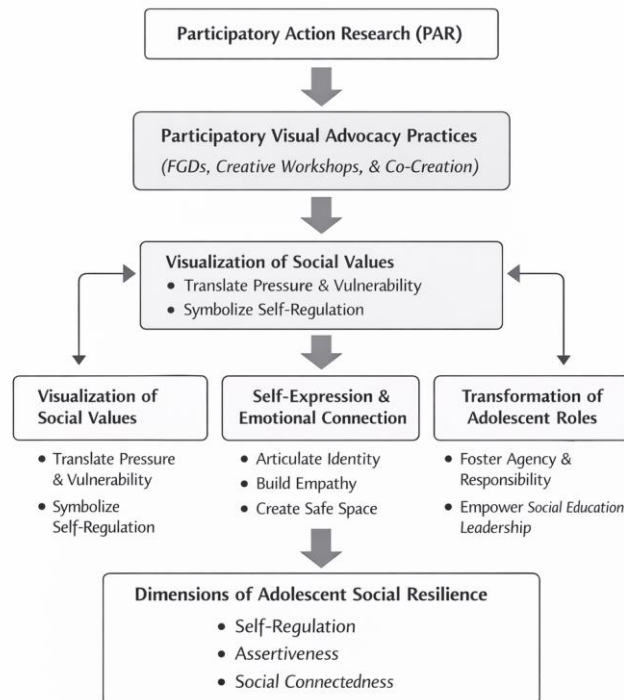 Participatory Action Research (PAR)
Participatory Visual Advocacy Practices
(FGDs, Creative Workshops, & Co-Creation)
Visualization of Social Values
• Translate Pressure & Vulnerability
• Symbolize Self-Regulation
Visualization of
Social Values
• Translate Pressure
& Vulnerability
• Symbolize
Self-Regulation
Self-Expression &
Emotional Connection
• Articulate Identity
• Build Empathy
• Create Safe Space
Transformation of
Adolescent Roles
• Foster Agency &
Responsibility
• Empower Social Education
Leadership
Dimensions of Adolescent Social Resilience
• Self-Regulation
• Assertiveness
• Social Connectedness